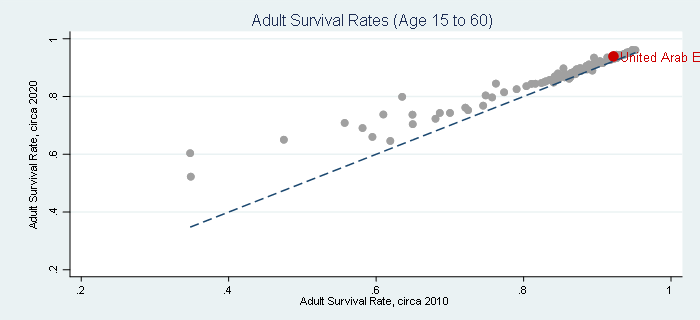 Adult Survival Rates (Age 15 to 60)
Adult Survival Rate, circa 2020
1
.8
.6
.4
.2
United Arab E
.2 .4 .6 .8 1
Adult Survival Rate, circa 2010